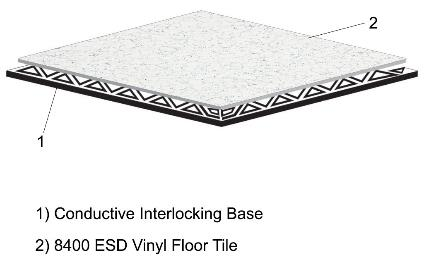 2
1
1) Conductive Interlocking Base
2) 8400 ESD Vinyl Floor Tile